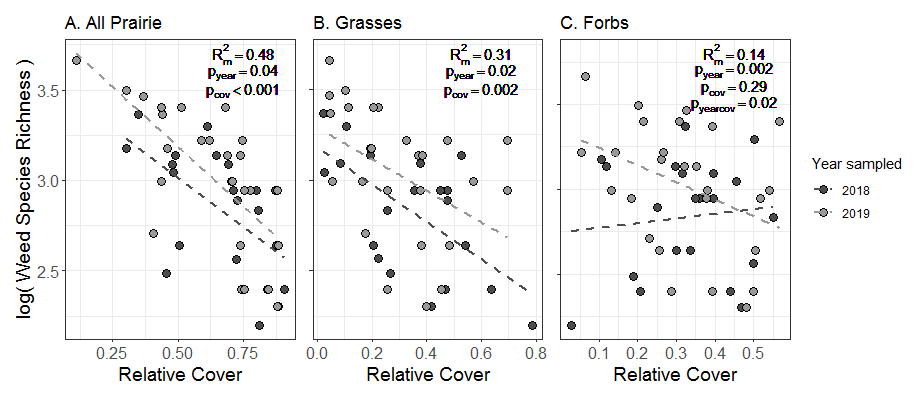 A. All Prairie
B. Grasses
C. Forbs
R²m = 0.48
pyear = 0.04
pcov < 0.001
R²m = 0.31
pyear = 0.02
pcov = 0.002
R²m = 0.14
pyear = 0.002
pcov = 0.29
pyearcov = 0.02
log( Weed Species Richness )
3.5
3.0
2.5
0.25 0.50 0.75
0.0 0.2 0.4 0.6 0.8
0.1 0.2 0.3 0.4 0.5
Relative Cover
Relative Cover
Relative Cover
Year sampled
2018
2019